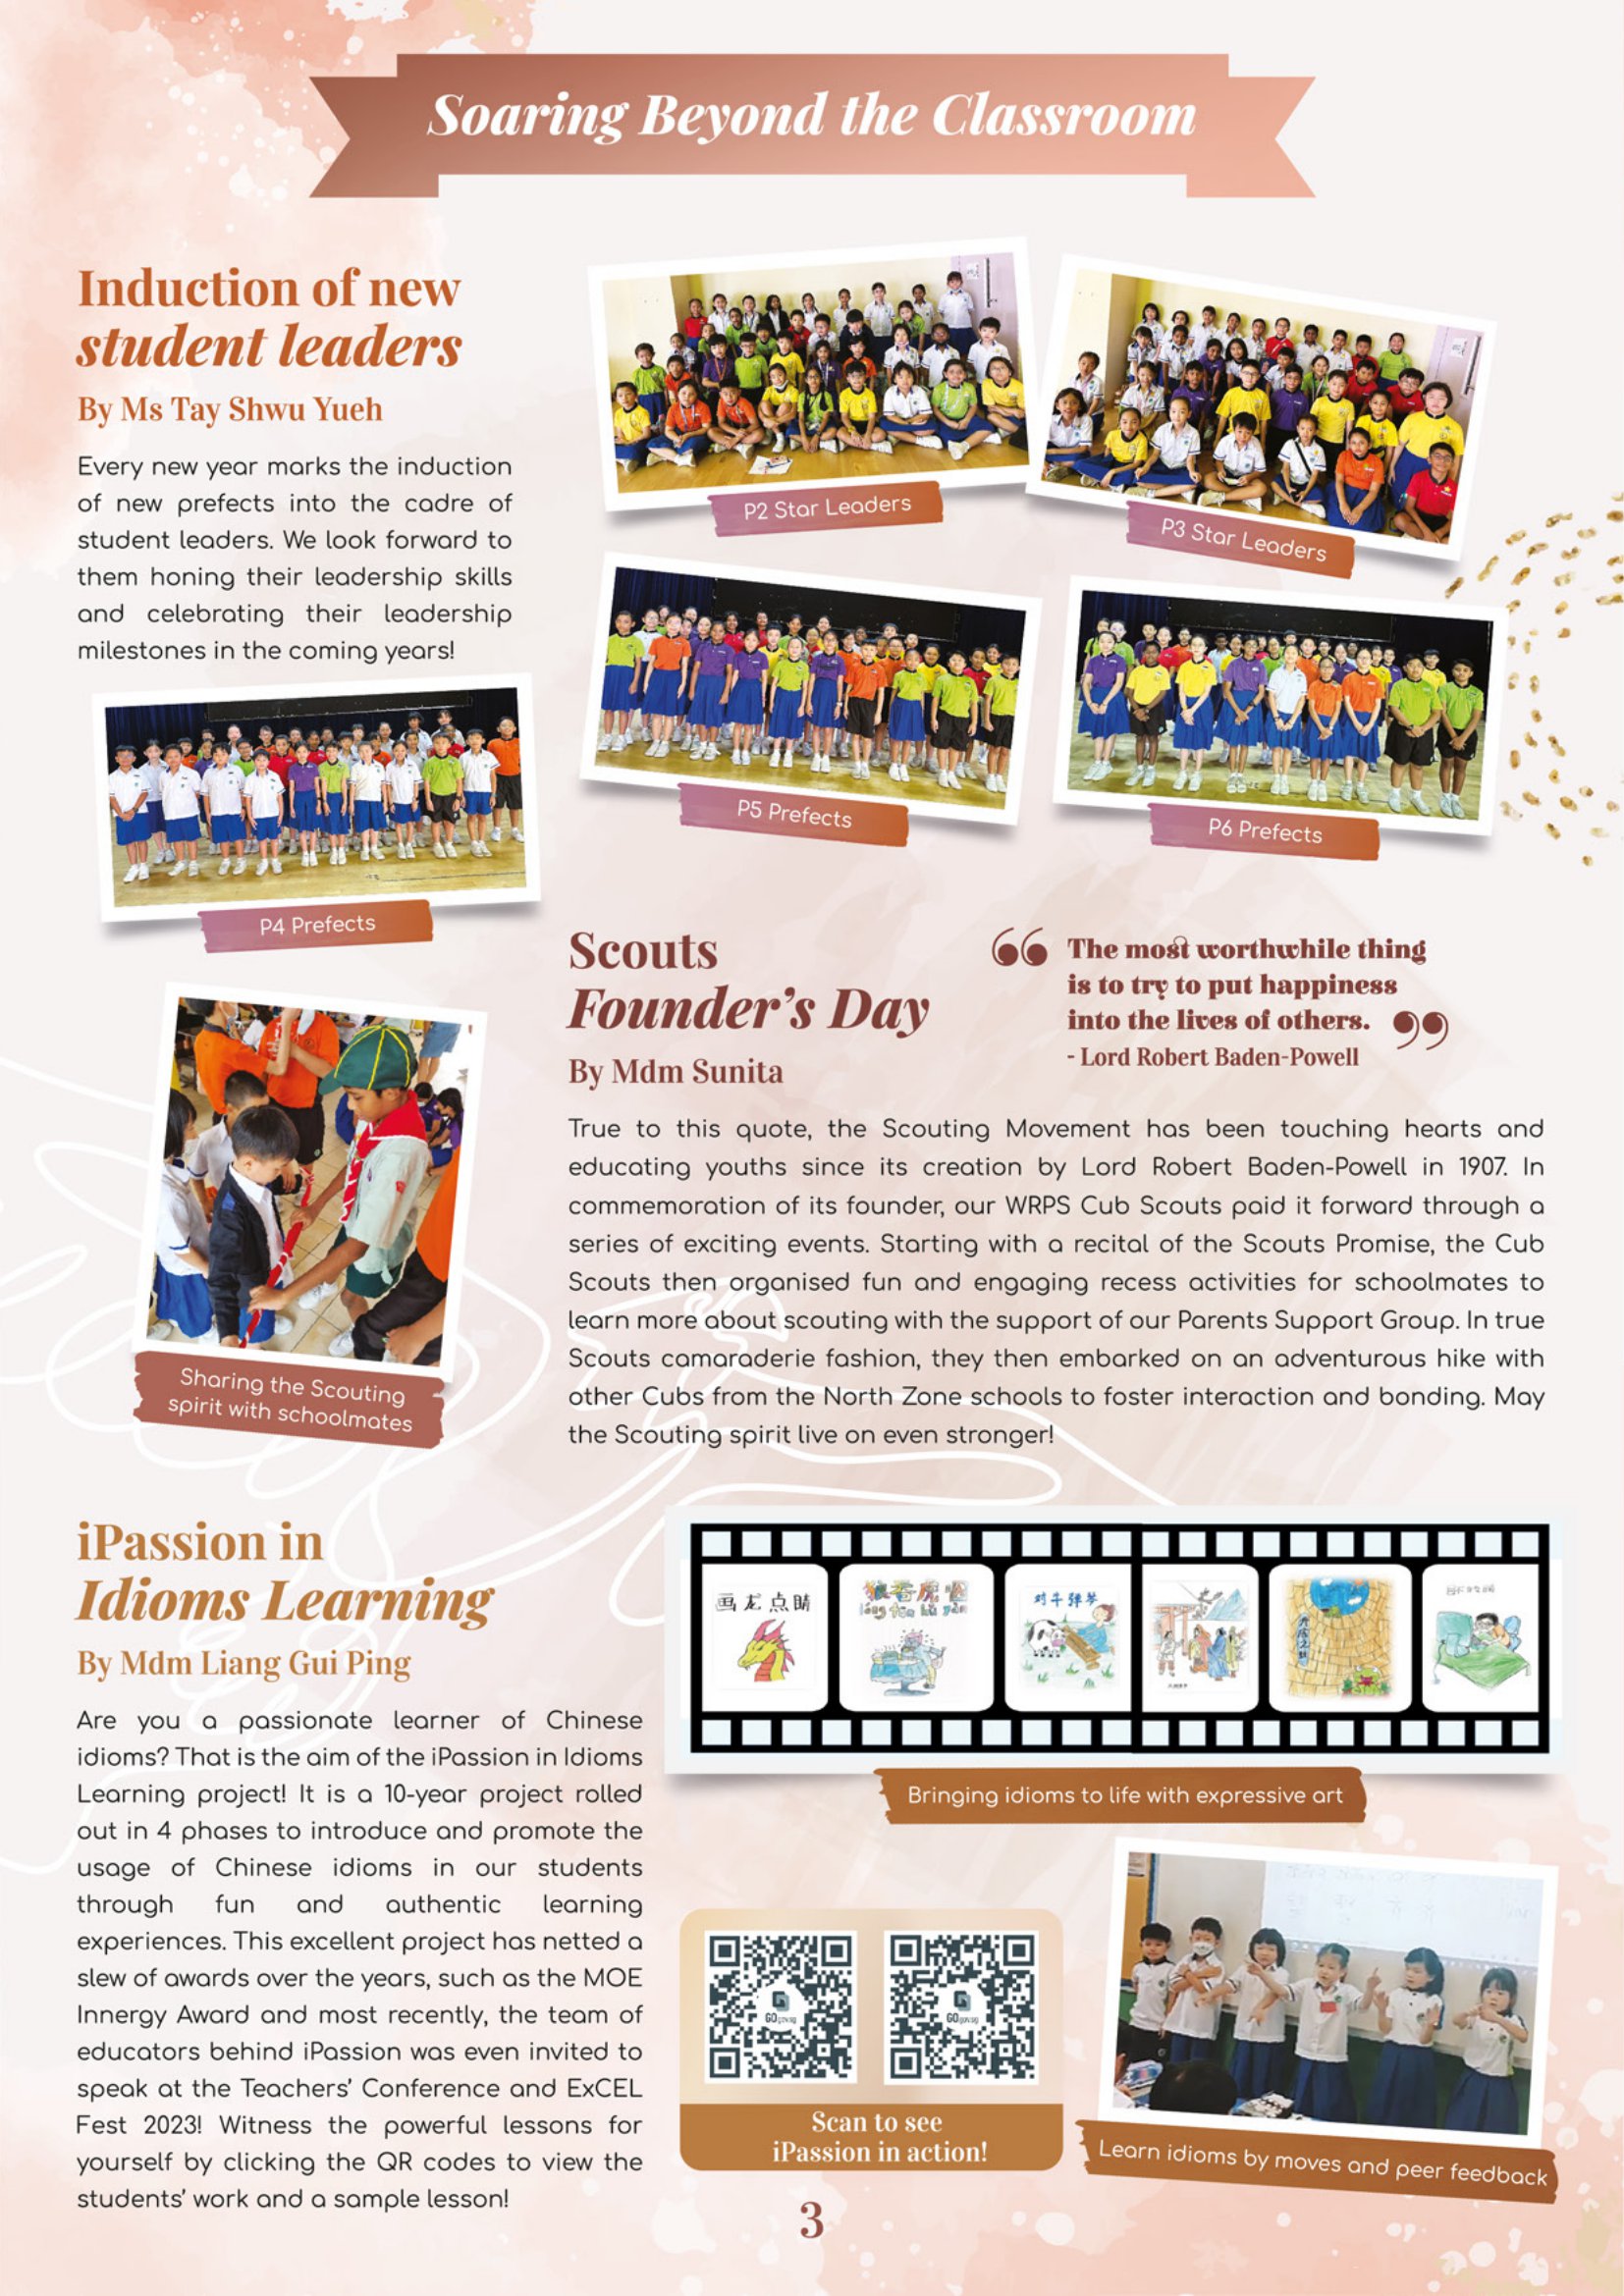 Soaring Beyond the Classroom
Induction of new
student leaders
By Ms Tay Shwu Yueh
Every new year marks the induction
of new prefects into the cadre of
student leaders. We look forward to
them honing their leadership skills
and celebrating their leadership
milestones in the coming years!
P2 Star Leaders
P3 Star Leaders
P4 Prefects
P5 Prefects
P6 Prefects
Scouts
Founder's Day
By Mdm Sunita
“ The most worthwhile thing
is to try to put happiness
into the lives of others. ”
- Lord Robert Baden-Powell
True to this quote, the Scouting Movement has been touching hearts and
educating youths since its creation by Lord Robert Baden-Powell in 1907. In
commemoration of its founder, our WRPS Cub Scouts paid it forward through a
series of exciting events. Starting with a recital of the Scouts Promise, the Cub
Scouts then organised fun and engaging recess activities for schoolmates to
learn more about scouting with the support of our Parents Support Group. In true
Scouts camaraderie fashion, they then embarked on an adventurous hike with
other Cubs from the North Zone schools to foster interaction and bonding. May
the Scouting spirit live on even stronger!
Sharing the Scouting
spirit with schoolmates
iPassion in
Idioms Learning
By Mdm Liang Gui Ping
Are you a passionate learner of Chinese
idioms? That is the aim of the iPassion in Idioms
Learning project! It is a 10-year project rolled
out in 4 phases to introduce and promote the
usage of Chinese idioms in our students
through fun and authentic learning
experiences. This excellent project has netted a
slew of awards over the years, such as the MOE
Innergy Award and most recently, the team of
educators behind iPassion was even invited to
speak at the Teachers' Conference and ExCEL
Fest 2023! Witness the powerful lessons for
yourself by clicking the QR codes to view the
students' work and a sample lesson!
画龙点睛
狼吞虎咽
对牛弹琴
井底之蛙
Bringing idioms to life with expressive art
GOgov.sg
GOgov.sg
Scan to see
iPassion in action!
Learn idioms by moves and peer feedback
3